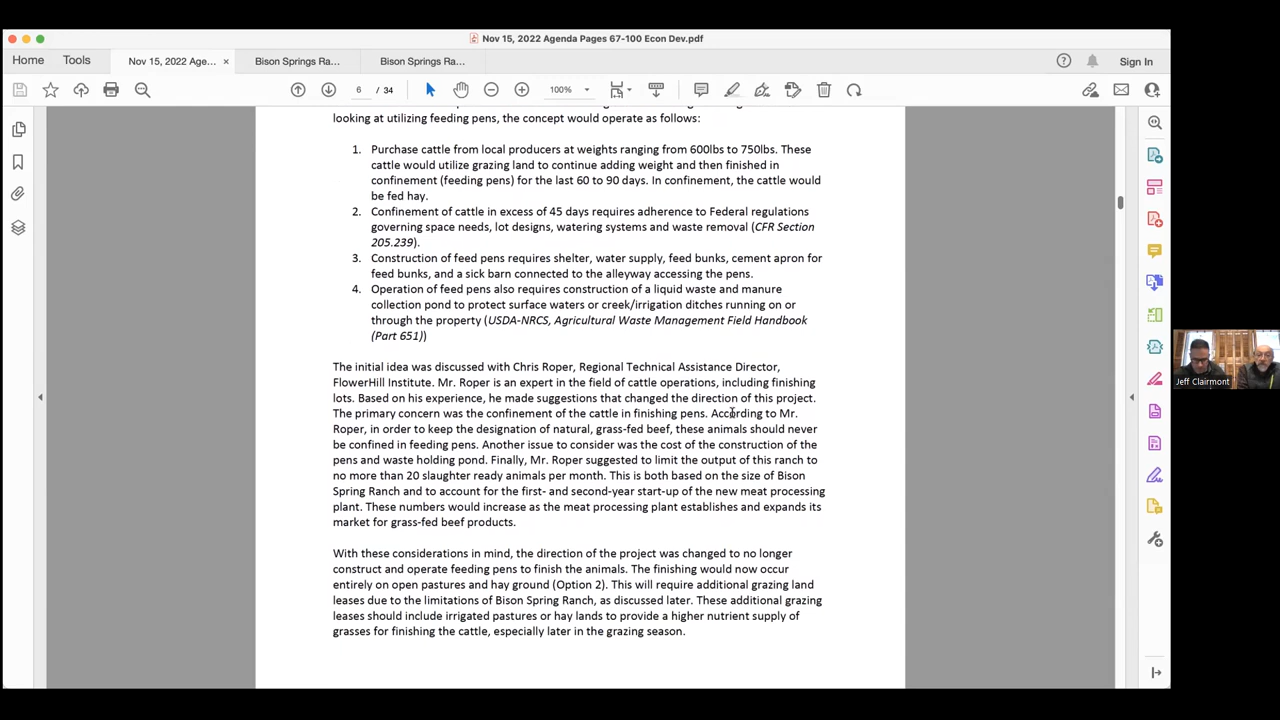 Nov 15, 2022 Agenda Pages 67-100 Econ Dev.pdf
Home
Tools
Nov 15, 2022 Age...
Bison Springs Ra...
Bison Springs Ra...
Sign In
6 / 34
100%
looking at utilizing feeding pens, the concept would operate as follows:
1. Purchase cattle from local producers at weights ranging from 600lbs to 750lbs. These
cattle would utilize grazing land to continue adding weight and then finished in
confinement (feeding pens) for the last 60 to 90 days. In confinement, the cattle would
be fed hay.
2. Confinement of cattle in excess of 45 days requires adherence to Federal regulations
governing space needs, lot designs, watering systems and waste removal (CFR Section
205.239).
3. Construction of feed pens requires shelter, water supply, feed bunks, cement apron for
feed bunks, and a sick barn connected to the alleyway accessing the pens.
4. Operation of feed pens also requires construction of a liquid waste and manure
collection pond to protect surface waters or creek/irrigation ditches running on or
through the property (USDA-NRCS, Agricultural Waste Management Field Handbook
(Part 651))
The initial idea was discussed with Chris Roper, Regional Technical Assistance Director,
FlowerHill Institute. Mr. Roper is an expert in the field of cattle operations, including finishing
lots. Based on his experience, he made suggestions that changed the direction of this project.
The primary concern was the confinement of the cattle in finishing pens. According to Mr.
Roper, in order to keep the designation of natural, grass-fed beef, these animals should never
be confined in feeding pens. Another issue to consider was the cost of the construction of the
pens and waste holding pond. Finally, Mr. Roper suggested to limit the output of this ranch to
no more than 20 slaughter ready animals per month. This is both based on the size of Bison
Spring Ranch and to account for the first- and second-year start-up of the new meat processing
plant. These numbers would increase as the meat processing plant establishes and expands its
market for grass-fed beef products.
With these considerations in mind, the direction of the project was changed to no longer
construct and operate feeding pens to finish the animals. The finishing would now occur
entirely on open pastures and hay ground (Option 2). This will require additional grazing land
leases due to the limitations of Bison Spring Ranch, as discussed later. These additional grazing
leases should include irrigated pastures or hay lands to provide a higher nutrient supply of
grasses for finishing the cattle, especially later in the grazing season.
Jeff Clairmont